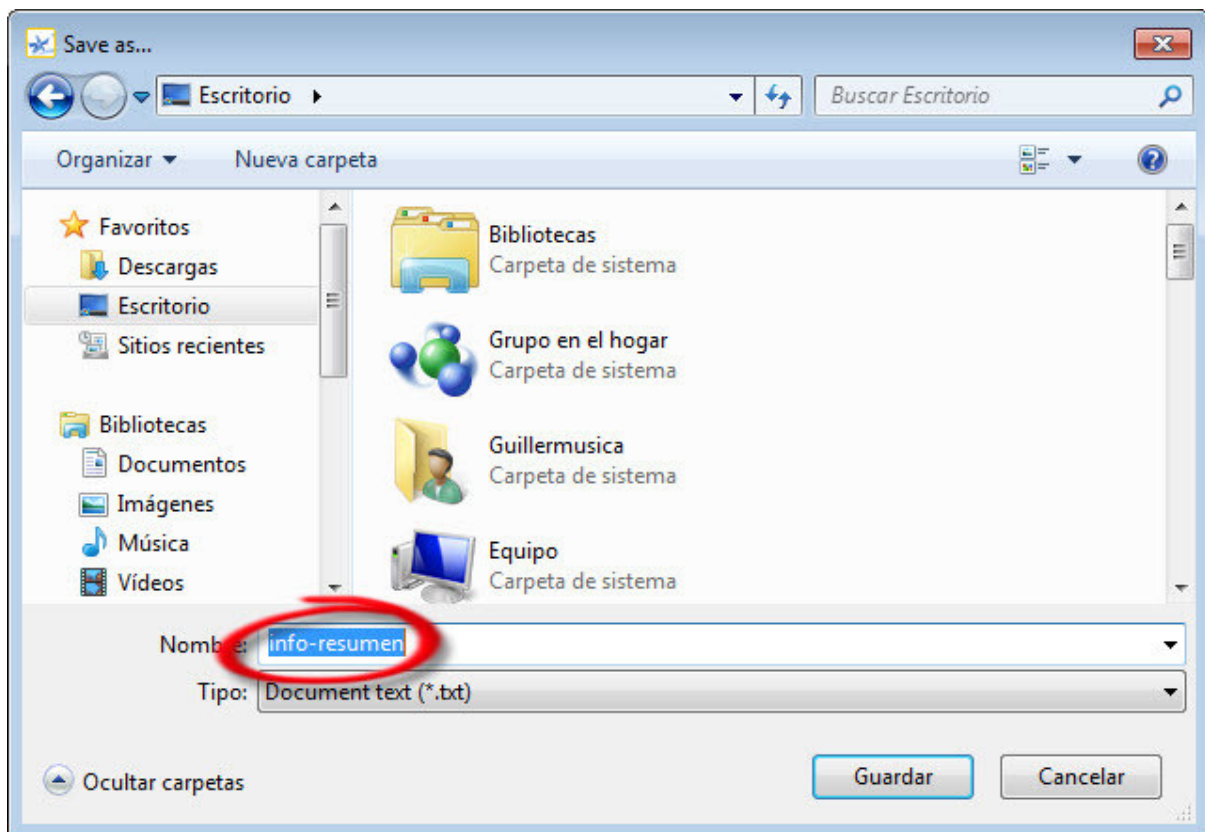 Save as...
Escritorio
Buscar Escritorio
Organizar
Nueva carpeta
Favoritos
Descargas
Escritorio
Sitios recientes
Bibliotecas
Documentos
Imágenes
Música
Vídeos
Bibliotecas
Carpeta de sistema
Grupo en el hogar
Carpeta de sistema
Guillermusica
Carpeta de sistema
Equipo
Carpeta de sistema
Nombre: info-resumen
Tipo: Document text (*.txt)
Ocultar carpetas
Guardar
Cancelar